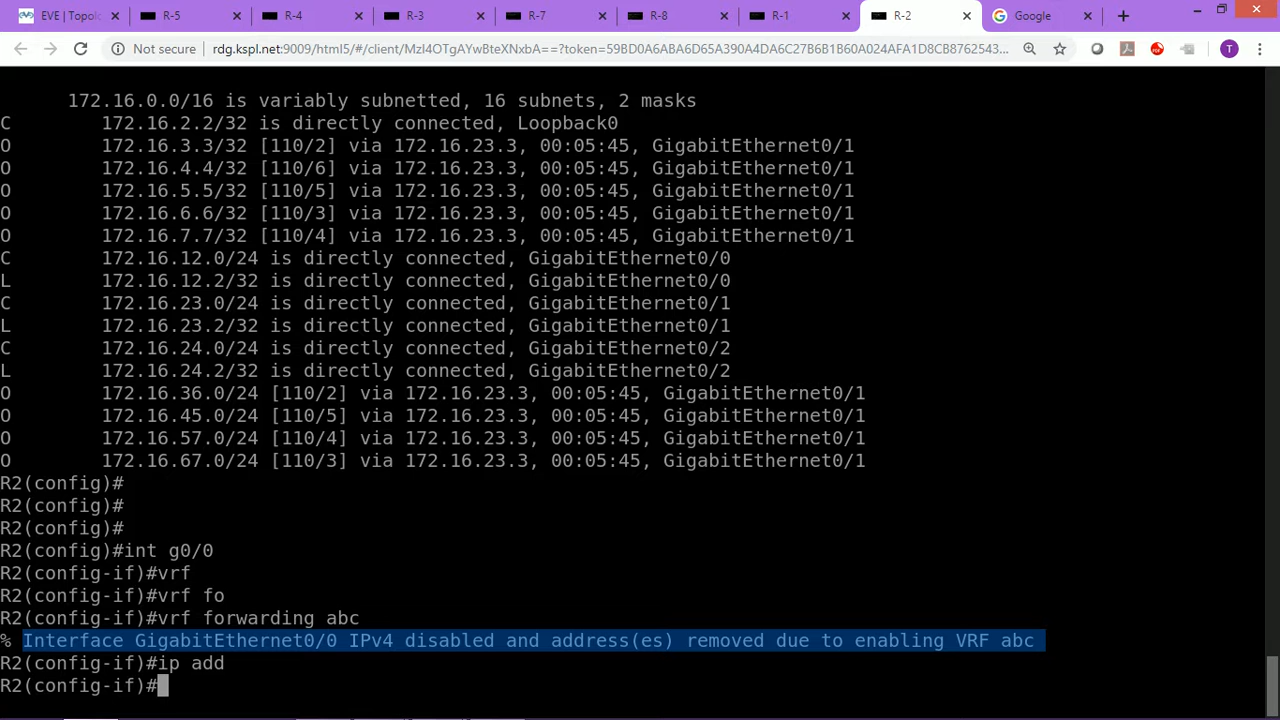 EVE | Topol
R-5
R-4
R-3
R-7
R-8
R-1
R-2
Google
Not secure
rdg.kspl.net:9009/html5/#/client/MzI4OTgAYwBteXNxbA==?token=59BD0A6ABA6D65A390A4DA6C27B6B1B60A024AFA1D8CB8762543...
T
172.16.0.0/16 is variably subnetted, 16 subnets, 2 masks
C 172.16.2.2/32 is directly connected, Loopback0
O 172.16.3.3/32 [110/2] via 172.16.23.3, 00:05:45, GigabitEthernet0/1
O 172.16.4.4/32 [110/6] via 172.16.23.3, 00:05:45, GigabitEthernet0/1
O 172.16.5.5/32 [110/5] via 172.16.23.3, 00:05:45, GigabitEthernet0/1
O 172.16.6.6/32 [110/3] via 172.16.23.3, 00:05:45, GigabitEthernet0/1
O 172.16.7.7/32 [110/4] via 172.16.23.3, 00:05:45, GigabitEthernet0/1
C 172.16.12.0/24 is directly connected, GigabitEthernet0/0
L 172.16.12.2/32 is directly connected, GigabitEthernet0/0
C 172.16.23.0/24 is directly connected, GigabitEthernet0/1
L 172.16.23.2/32 is directly connected, GigabitEthernet0/1
C 172.16.24.0/24 is directly connected, GigabitEthernet0/2
L 172.16.24.2/32 is directly connected, GigabitEthernet0/2
O 172.16.36.0/24 [110/2] via 172.16.23.3, 00:05:45, GigabitEthernet0/1
O 172.16.45.0/24 [110/5] via 172.16.23.3, 00:05:45, GigabitEthernet0/1
O 172.16.57.0/24 [110/4] via 172.16.23.3, 00:05:45, GigabitEthernet0/1
O 172.16.67.0/24 [110/3] via 172.16.23.3, 00:05:45, GigabitEthernet0/1
R2(config)#
R2(config)#
R2(config)#
R2(config)#int g0/0
R2(config-if)#vrf
R2(config-if)#vrf fo
R2(config-if)#vrf forwarding abc
% Interface GigabitEthernet0/0 IPv4 disabled and address(es) removed due to enabling VRF abc
R2(config-if)#ip add
R2(config-if)#